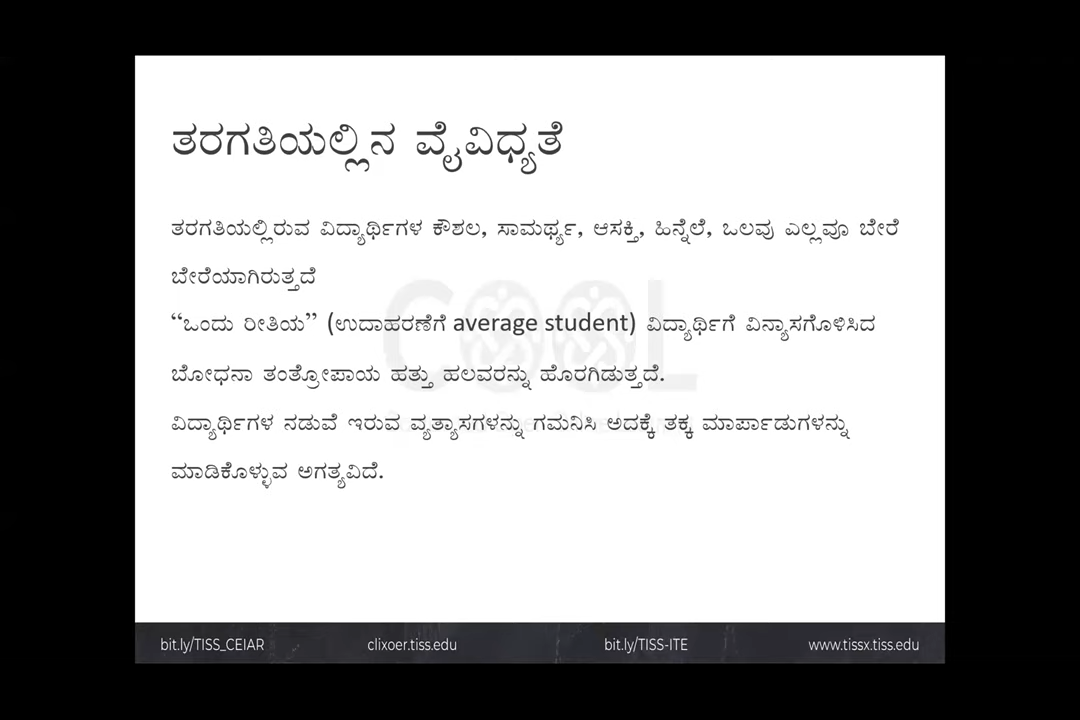 ತರಗತಿಯಲ್ಲಿನ ವೈವಿಧ್ಯತೆ
ತರಗತಿಯಲ್ಲಿರುವ ವಿದ್ಯಾರ್ಥಿಗಳ ಕೌಶಲ, ಸಾಮರ್ಥ್ಯ, ಆಸಕ್ತಿ, ಹಿನ್ನೆಲೆ, ಒಲವು ಎಲ್ಲವೂ ಬೇರೆ
ಬೇರೆಯಾಗಿರುತ್ತದೆ
“ಒಂದು ರೀತಿಯ” (ಉದಾಹರಣೆಗೆ average student) ವಿದ್ಯಾರ್ಥಿಗೆ ವಿನ್ಯಾಸಗೊಳಿಸಿದ
ಬೋಧನಾ ತಂತ್ರೋಪಾಯ ಹತ್ತು ಹಲವರನ್ನು ಹೊರಗಿಡುತ್ತದೆ.
ವಿದ್ಯಾರ್ಥಿಗಳ ನಡುವೆ ಇರುವ ವ್ಯತ್ಯಾಸಗಳನ್ನು ಗಮನಿಸಿ ಅದಕ್ಕೆ ತಕ್ಕ ಮಾರ್ಪಾಡುಗಳನ್ನು
ಮಾಡಿಕೊಳ್ಳುವ ಅಗತ್ಯವಿದೆ.
COOL
bit.ly/TISS_CEIAR clixoer.tiss.edu bit.ly/TISS-ITE www.tissx.tiss.edu